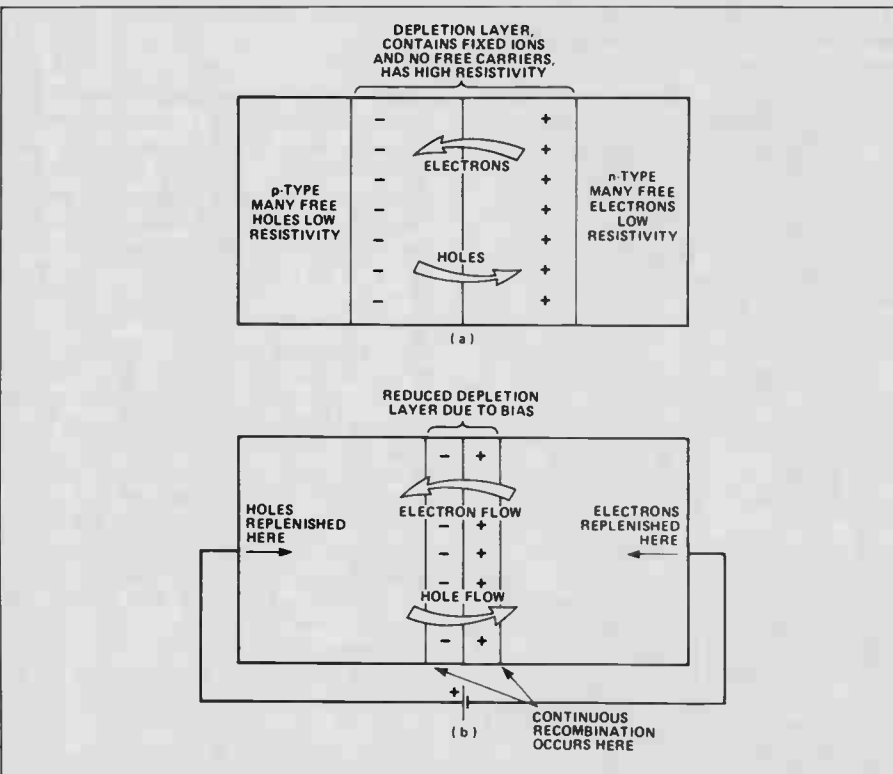 DEPLETION LAYER,
CONTAINS FIXED IONS
AND NO FREE CARRIERS,
HAS HIGH RESISTIVITY
p-TYPE
MANY FREE
HOLES LOW
RESISTIVITY
- +
- +
ELECTRONS
- +
- +
- +
HOLES
- +
- +
n-TYPE
MANY FREE
ELECTRONS
LOW
RESISTIVITY
(a)
REDUCED DEPLETION
LAYER DUE TO BIAS
- +
HOLES
REPLENISHED
HERE
ELECTRON FLOW
- +
- +
- +
HOLE FLOW
- +
ELECTRONS
REPLENISHED
HERE
+
(b)
CONTINUOUS
RECOMBINATION
OCCURS HERE